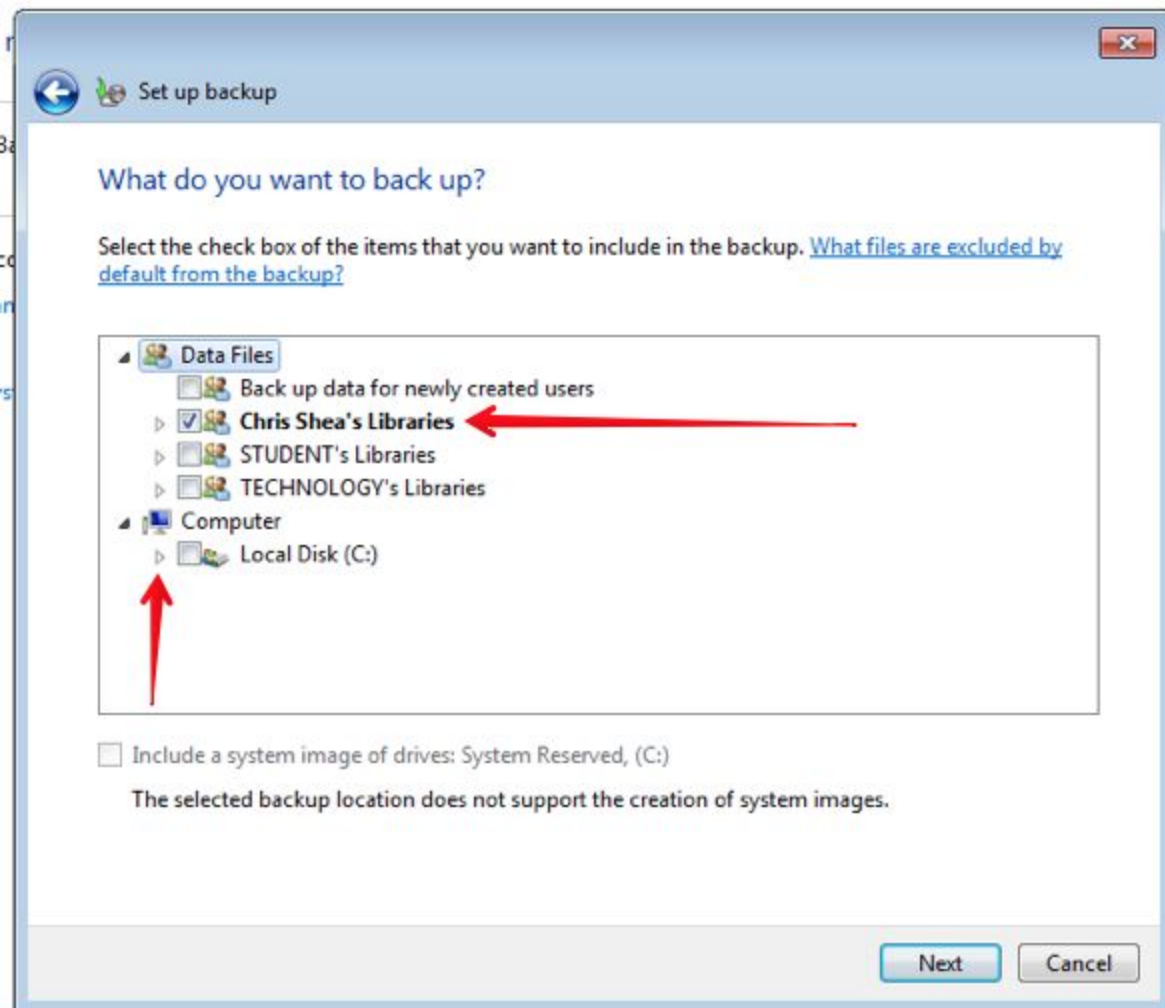 Set up backup
What do you want to back up?
Select the check box of the items that you want to include in the backup. What files are excluded by
default from the backup?
Data Files
Back up data for newly created users
Chris Shea's Libraries
STUDENT's Libraries
TECHNOLOGY's Libraries
Computer
Local Disk (C:)
Include a system image of drives: System Reserved, (C:)
The selected backup location does not support the creation of system images.
Next Cancel